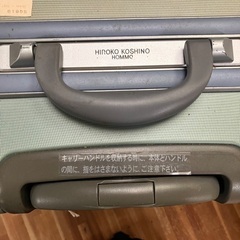 HIROKO KOSHINO
HOMME
キャリーハンドルを収納する時に、本体とハンドル
の間に、指をはさまないように、ご注意下さい。